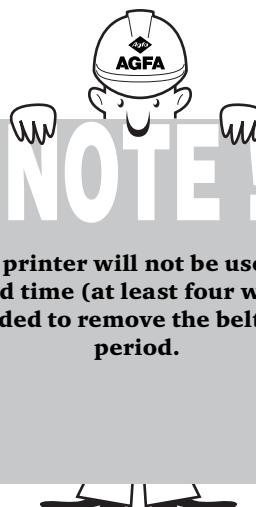 Agfa
AGFA
NOTE !
printer will not be use
d time (at least four w
ded to remove the belt
period.